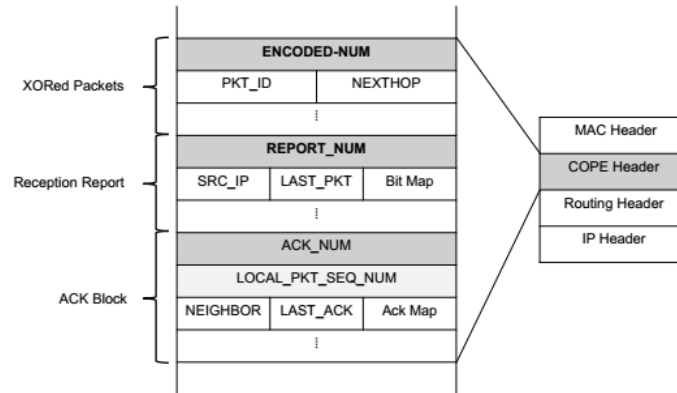 ENCODED-NUM
XORed Packets
PKT_ID NEXTHOP
REPORT_NUM
Reception Report
SRC_IP LAST_PKT Bit Map
ACK_NUM
LOCAL_PKT_SEQ_NUM
ACK Block
NEIGHBOR LAST_ACK Ack Map
MAC Header
COPE Header
Routing Header
IP Header